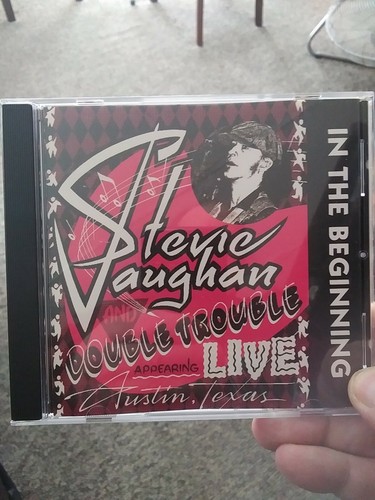 Stevie
Vaughan
AND
DOUBLE TROUBLE
APPEARING
LIVE
Austin, Texas
IN THE BEGINNING